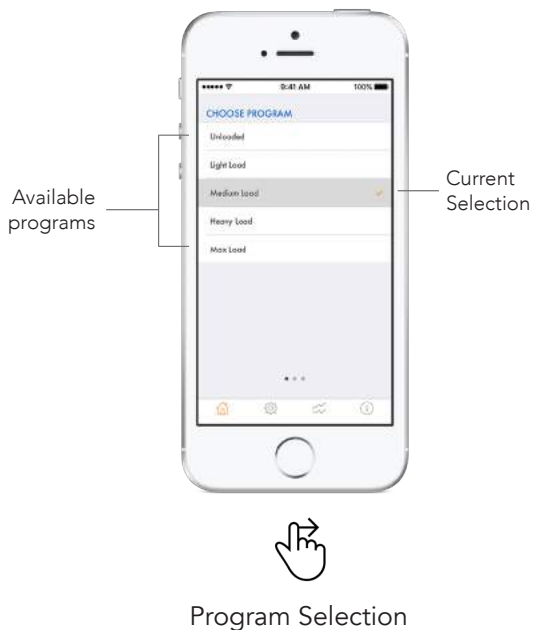 9:41 AM 100%
CHOOSE PROGRAM
Unloaded
Light Load
Medium Load
Heavy Load
Max Load
Available
programs
Current
Selection
Program Selection